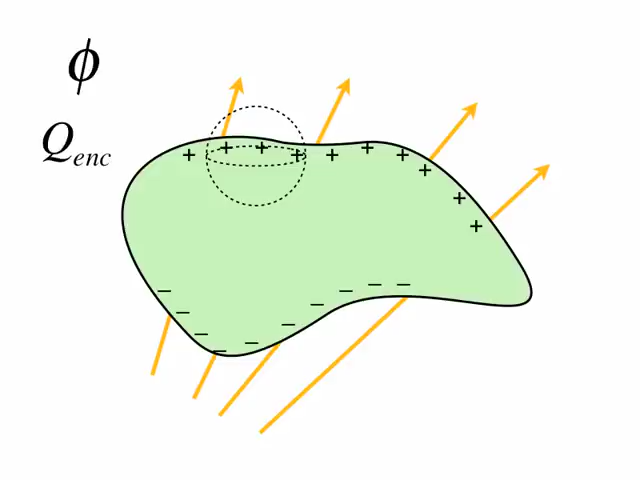 ϕ
Q_enc
+ + + + + + + + + +
− − − − − − − − −